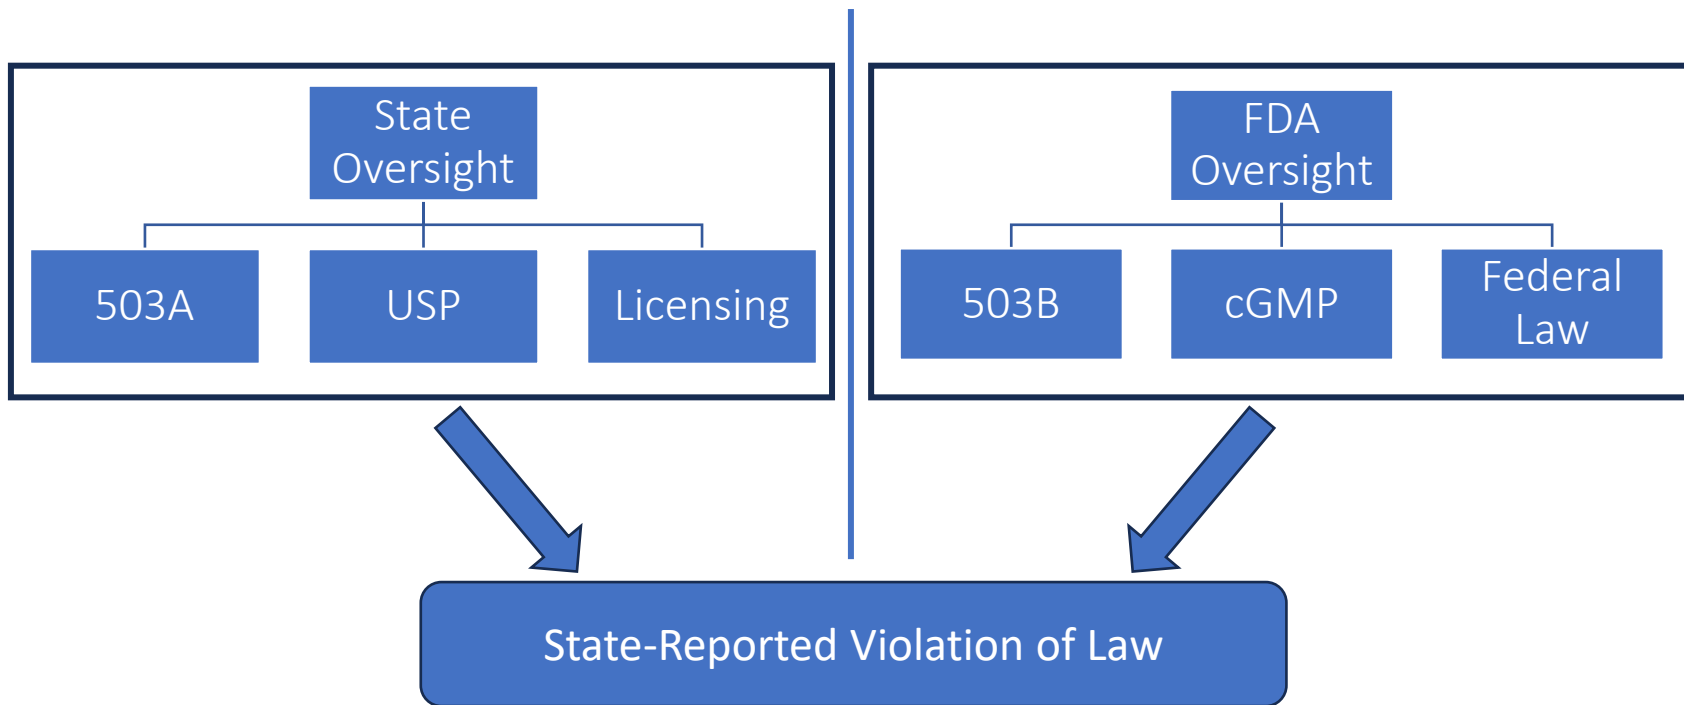 State
Oversight
503A
USP
Licensing
FDA
Oversight
503B
cGMP
Federal
Law
State-Reported Violation of Law